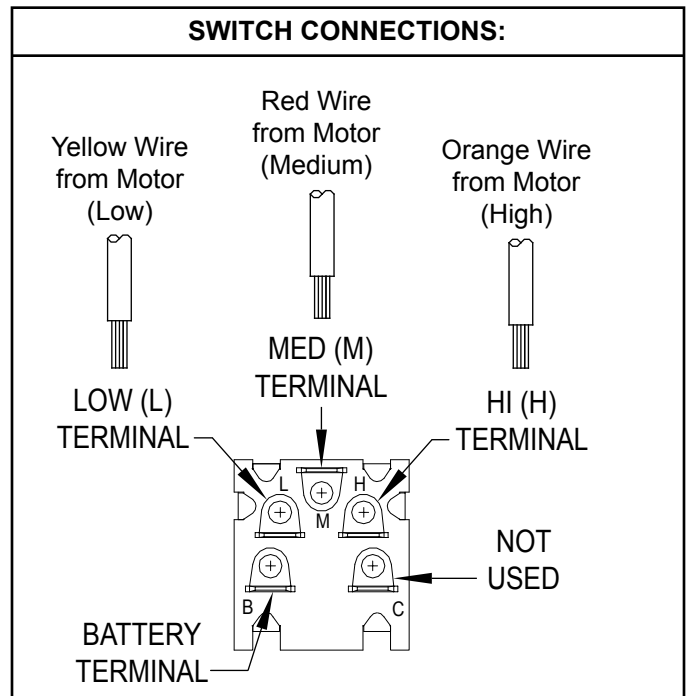 SWITCH CONNECTIONS:
Yellow Wire
from Motor
(Low)
Red Wire
from Motor
(Medium)
Orange Wire
from Motor
(High)
LOW (L)
TERMINAL
MED (M)
TERMINAL
HI (H)
TERMINAL
L
M
H
B
C
NOT
USED
BATTERY
TERMINAL